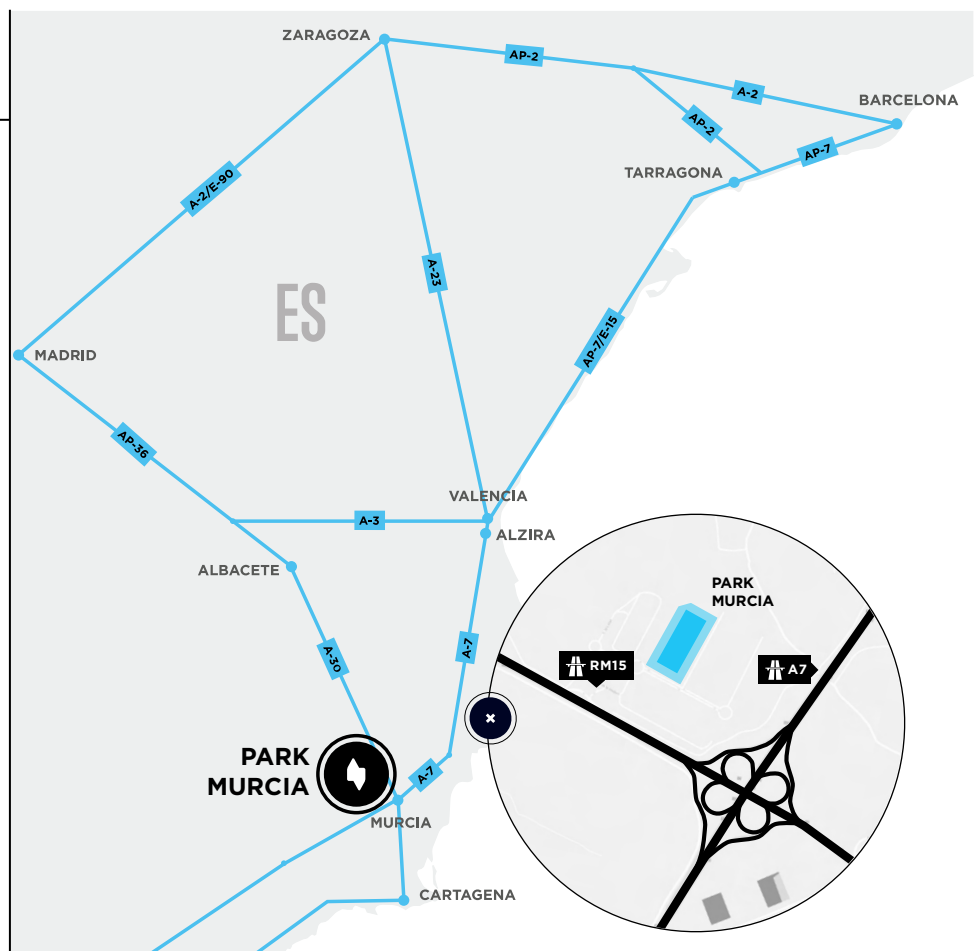 ZARAGOZA
AP-2
A-2
BARCELONA
AP-2
AP-7
TARRAGONA
A-2/E-90
A-23
ES
AP-7/E-15
MADRID
AP-36
VALENCIA
A-3
ALZIRA
ALBACETE
PARK
MURCIA
A-30
A-7
RM15
A7
PARK
MURCIA
A-7
MURCIA
CARTAGENA